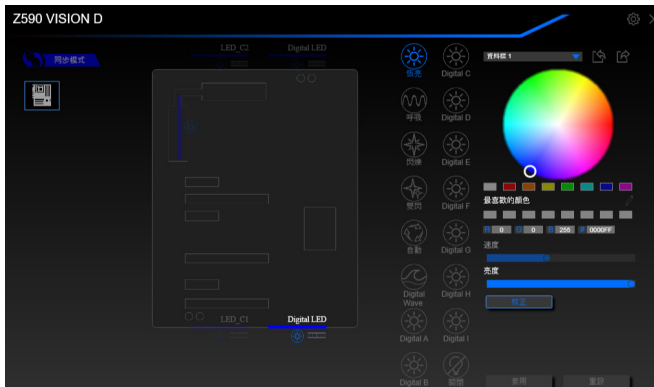 Z590 VISION D
同步模式
LED_C2 Digital LED
LED_C1 Digital LED
恆亮 Digital C
呼吸 Digital D
閃爍 Digital E
雙閃 Digital F
自動 Digital G
Digital Wave Digital H
Digital A Digital I
Digital B 關閉
資料檔 1
最喜歡的顏色
R 0 G 0 B 255 # 0000FF
速度
亮度
校正
套用 重設